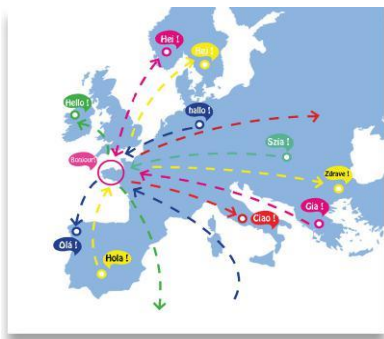 Hei !
Hej !
Hello !
hallo !
Bonjour!
Szia !
Zdrave !
Gia !
Ciao !
Olá !
Hola !